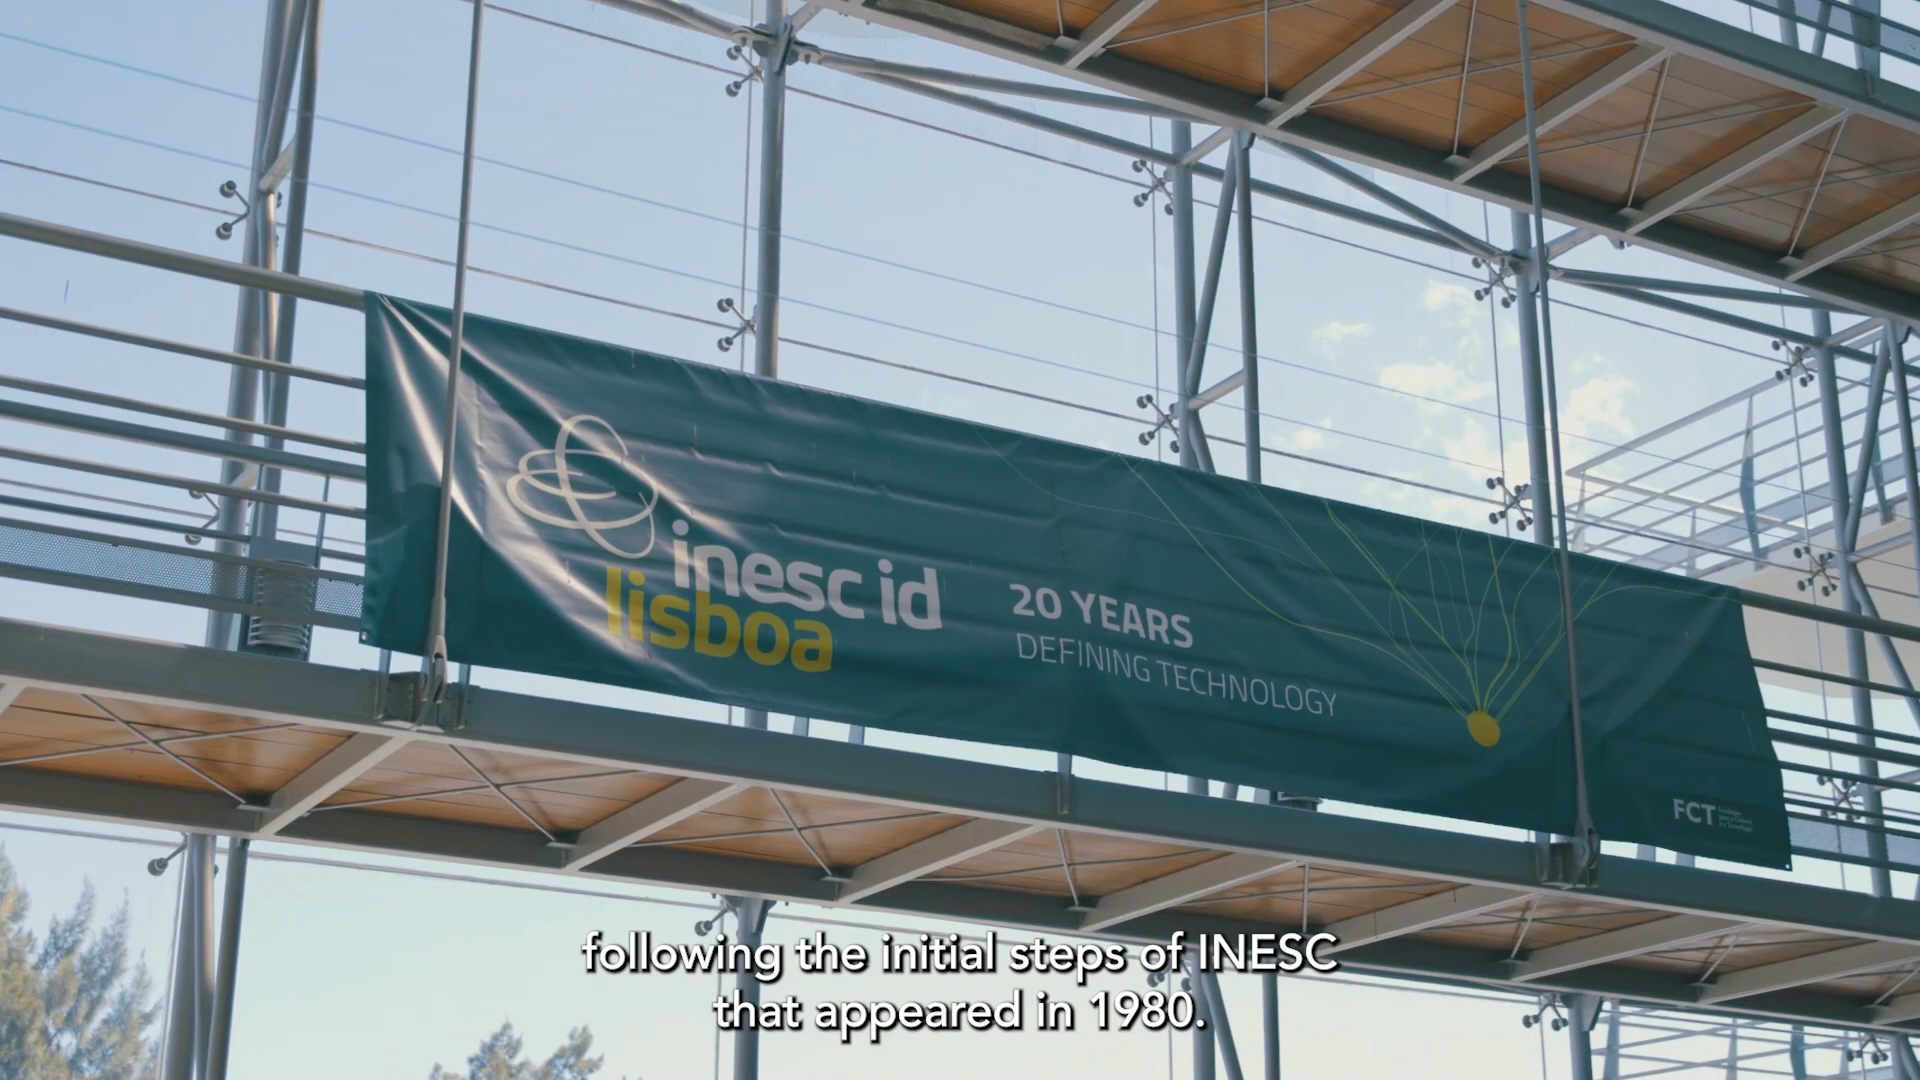 inesc id
lisboa
20 YEARS
DEFINING TECHNOLOGY
FCT
following the initial steps of INESC
that appeared in 1980.